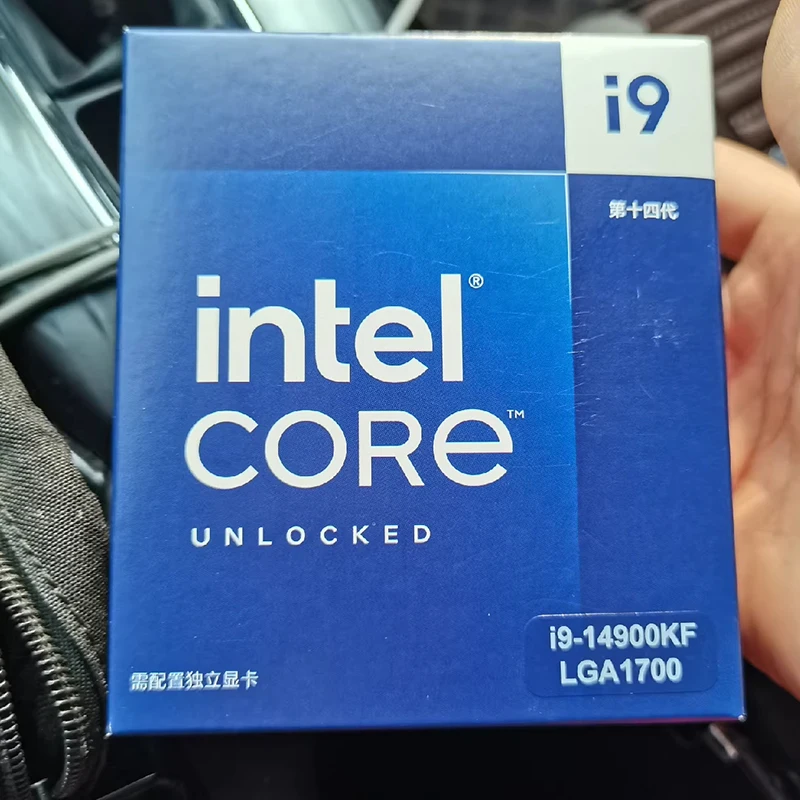 i9
第十四代
intel®
CORE™
UNLOCKED
i9-14900KF
LGA1700
需配置独立显卡